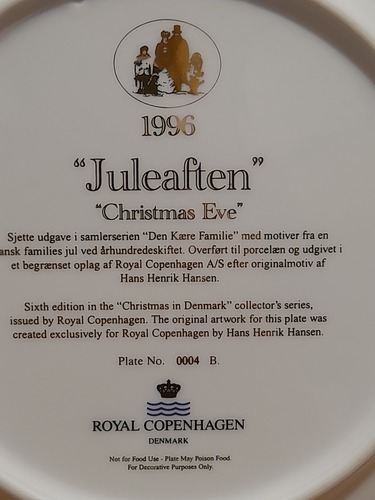 1996
“Juleaften”
“Christmas Eve”
Sjette udgave i samlerserien “Den Kære Familie” med motiver fra en
ansk families jul ved århundredeskiftet. Overført til porcelæn og udgivet i
et begrænset oplag af Royal Copenhagen A/S efter originalmotiv af
Hans Henrik Hansen.
Sixth edition in the “Christmas in Denmark” collector's series,
issued by Royal Copenhagen. The original artwork for this plate was
created exclusively for Royal Copenhagen by Hans Henrik Hansen.
Plate No. 0004 B.
ROYAL COPENHAGEN
DENMARK
Not for Food Use - Plate May Poison Food.
For Decorative Purposes Only.